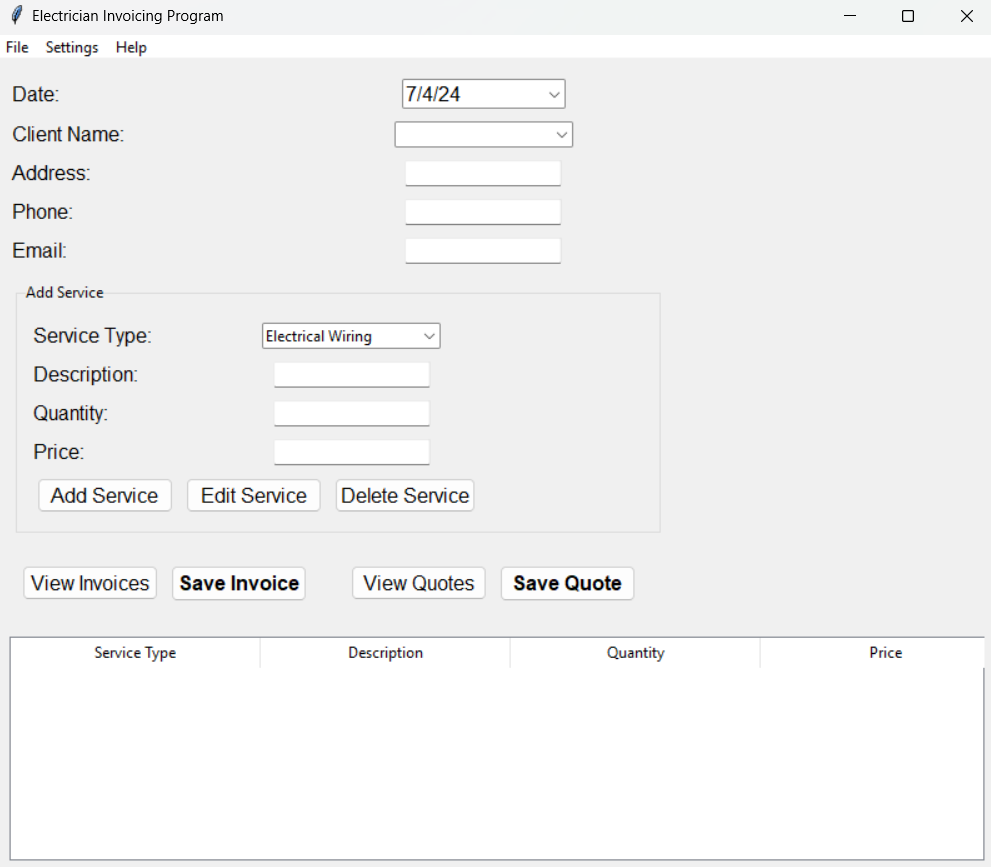 Electrician Invoicing Program
File Settings Help
Date: 7/4/24
Client Name:
Address:
Phone:
Email:
Add Service
Service Type: Electrical Wiring
Description:
Quantity:
Price:
Add Service Edit Service Delete Service
View Invoices Save Invoice View Quotes Save Quote
Service Type Description Quantity Price